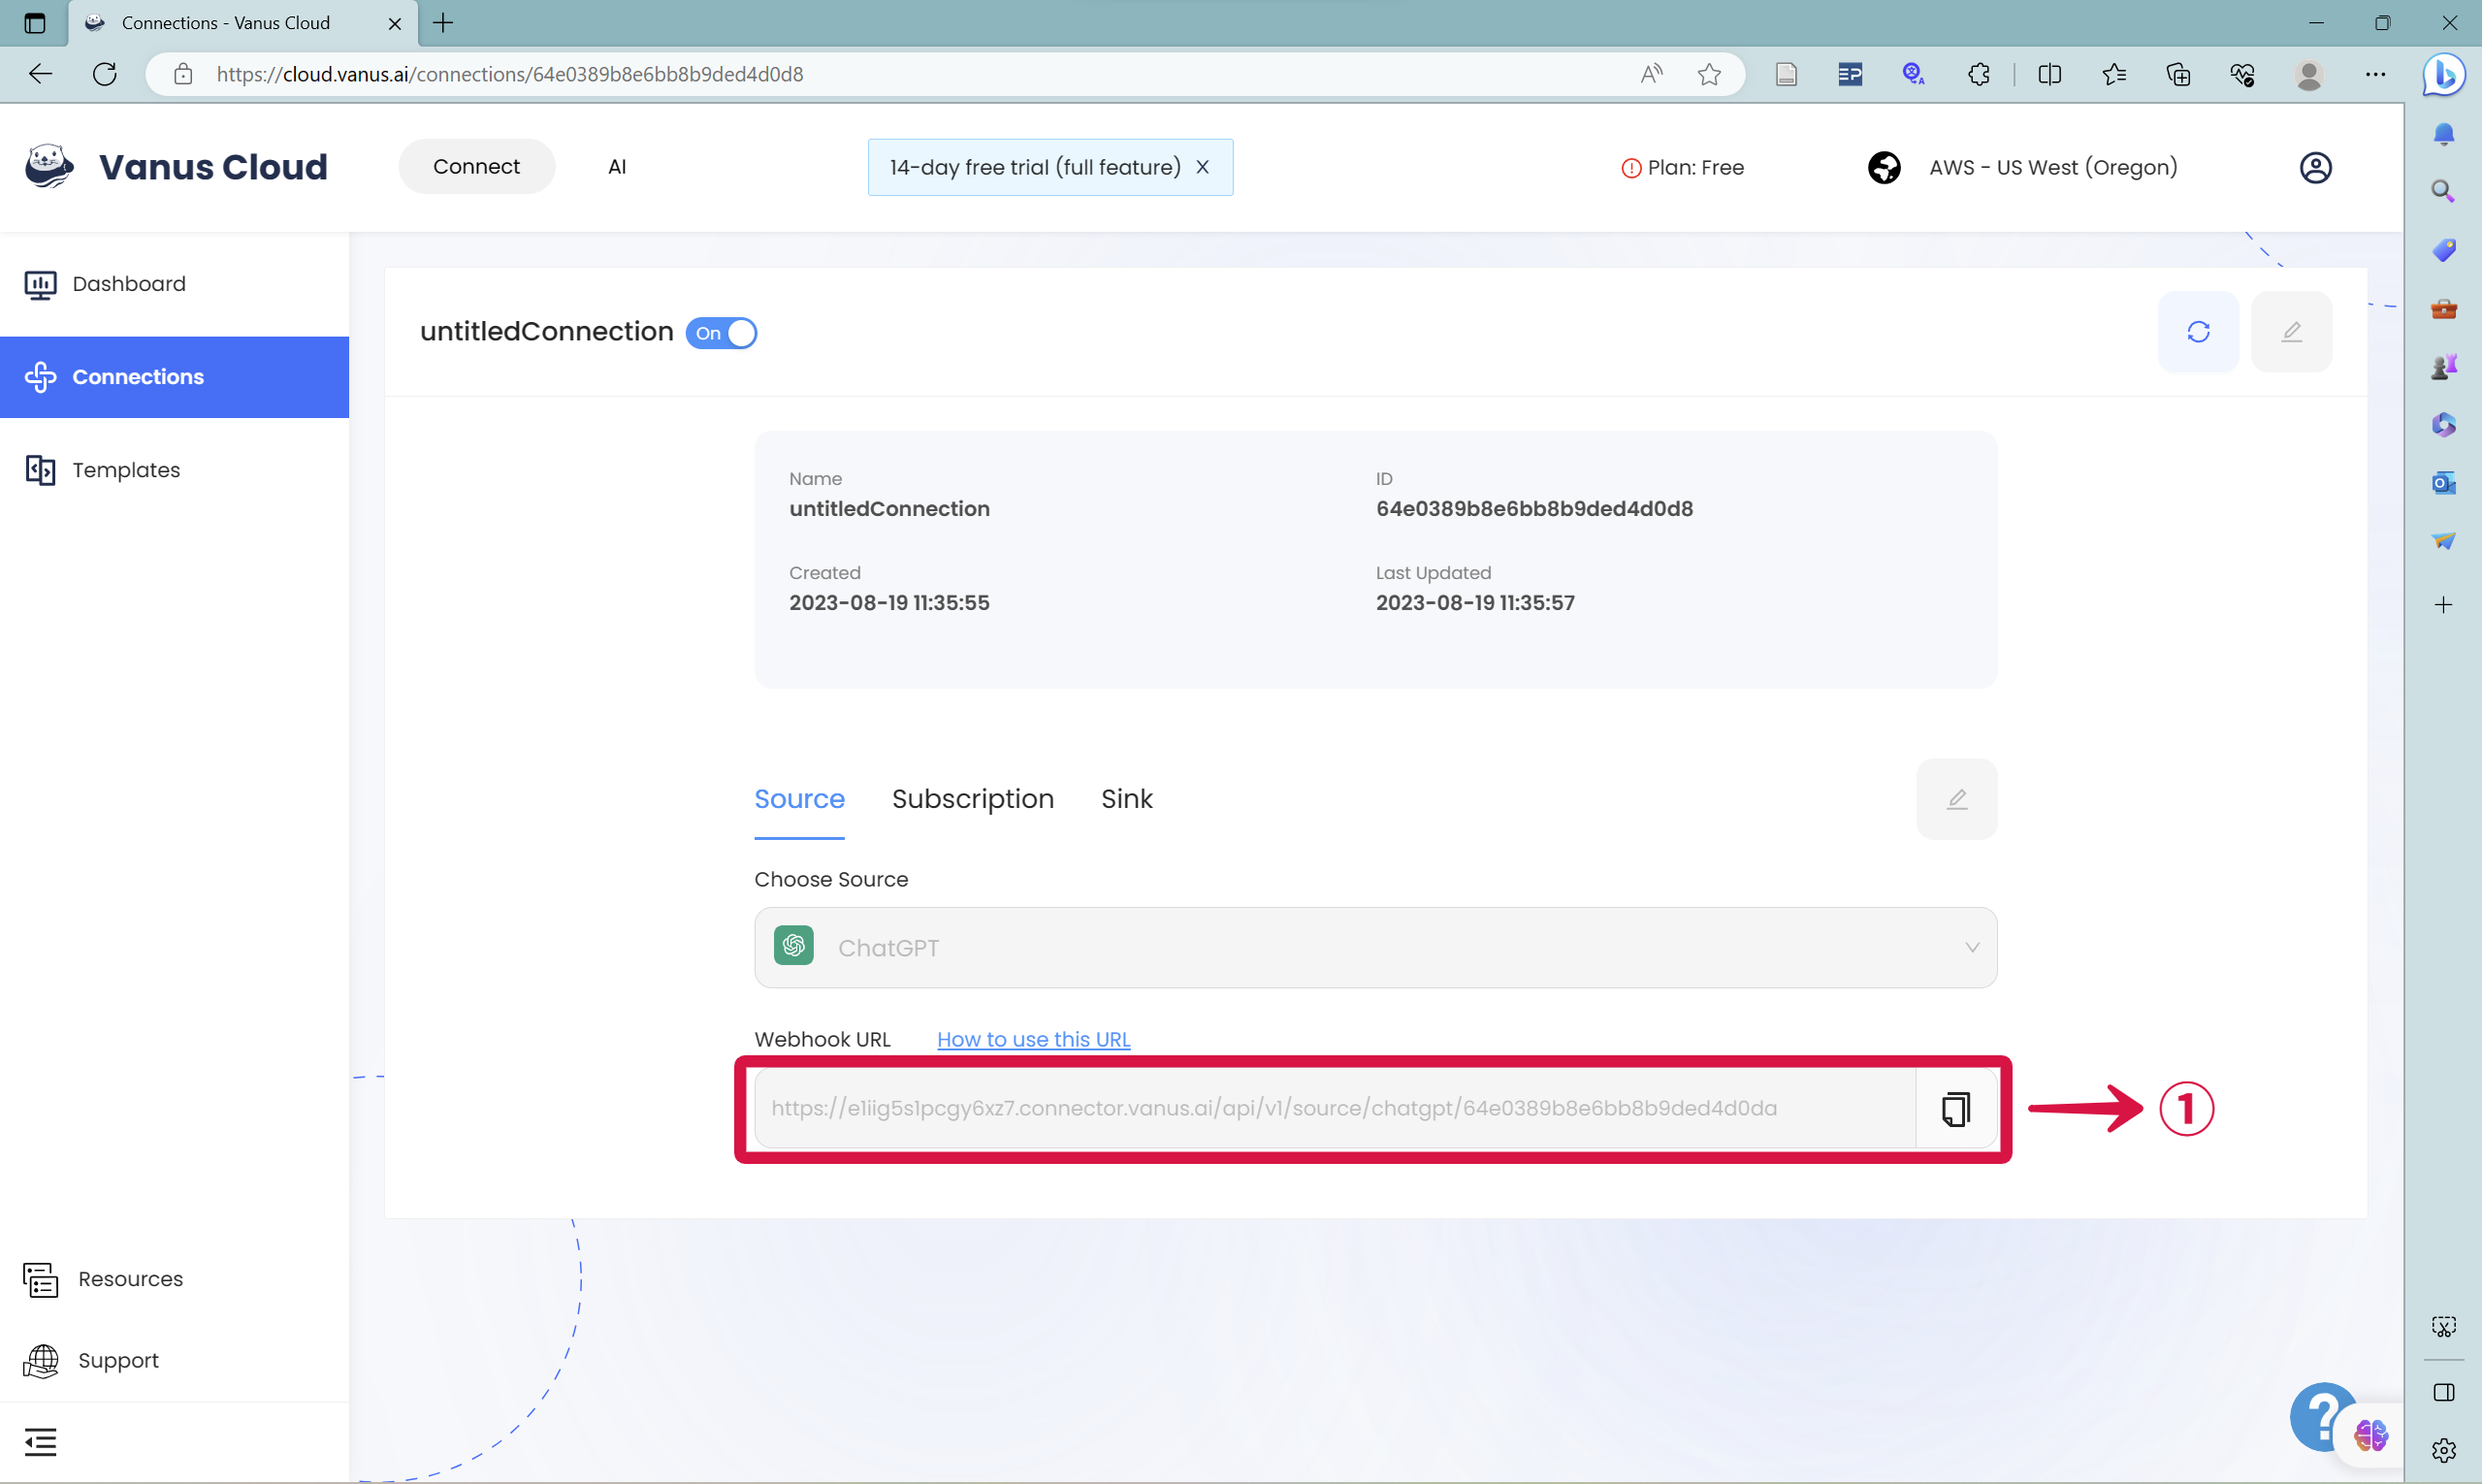 Connections - Vanus Cloud
https://cloud.vanus.ai/connections/64e0389b8e6bb8b9ded4d0d8
Vanus Cloud
Connect
AI
14-day free trial (full feature) X
Plan: Free
AWS - US West (Oregon)
Dashboard
Connections
Templates
untitledConnection On
Name
untitledConnection
ID
64e0389b8e6bb8b9ded4d0d8
Created
2023-08-19 11:35:55
Last Updated
2023-08-19 11:35:57
Source Subscription Sink
Choose Source
ChatGPT
Webhook URL How to use this URL
https://e1iig5s1pcgy6xz7.connector.vanus.ai/api/v1/source/chatgpt/64e0389b8e6bb8b9ded4d0da
1
Resources
Support
?